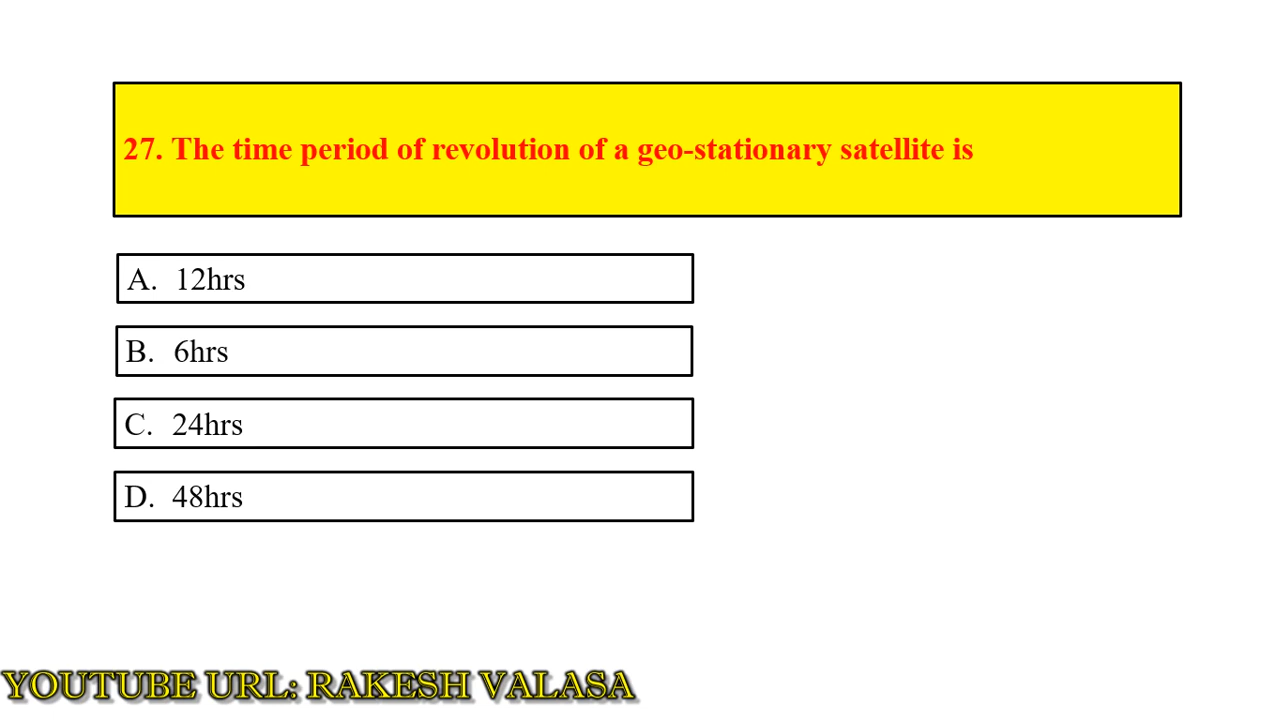 27. The time period of revolution of a geo-stationary satellite is
A. 12hrs
B. 6hrs
C. 24hrs
D. 48hrs
YOUTUBE URL: RAKESH VALASA